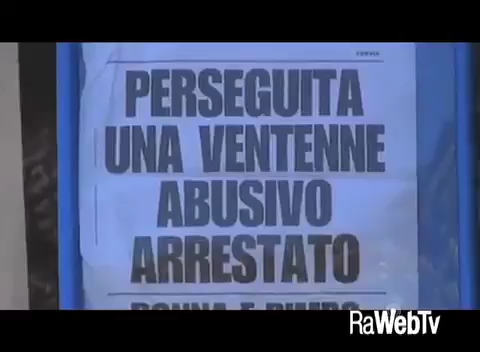 PERSEGUITA
UNA VENTENNE
ABUSIVO
ARRESTATO
RaWebTv